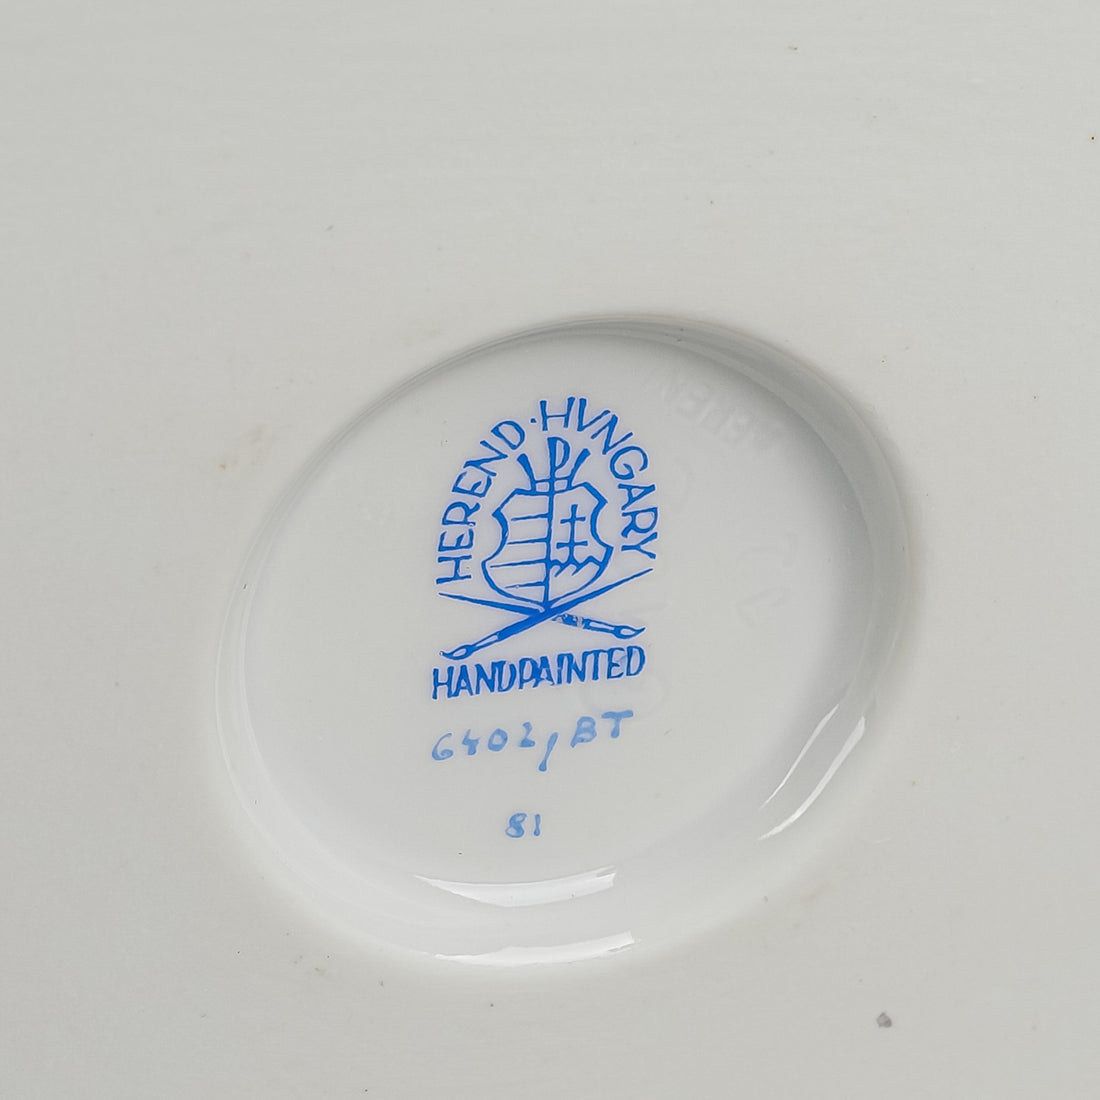 HEREND·HVNGARY
HANDPAINTED
6402/BT
81